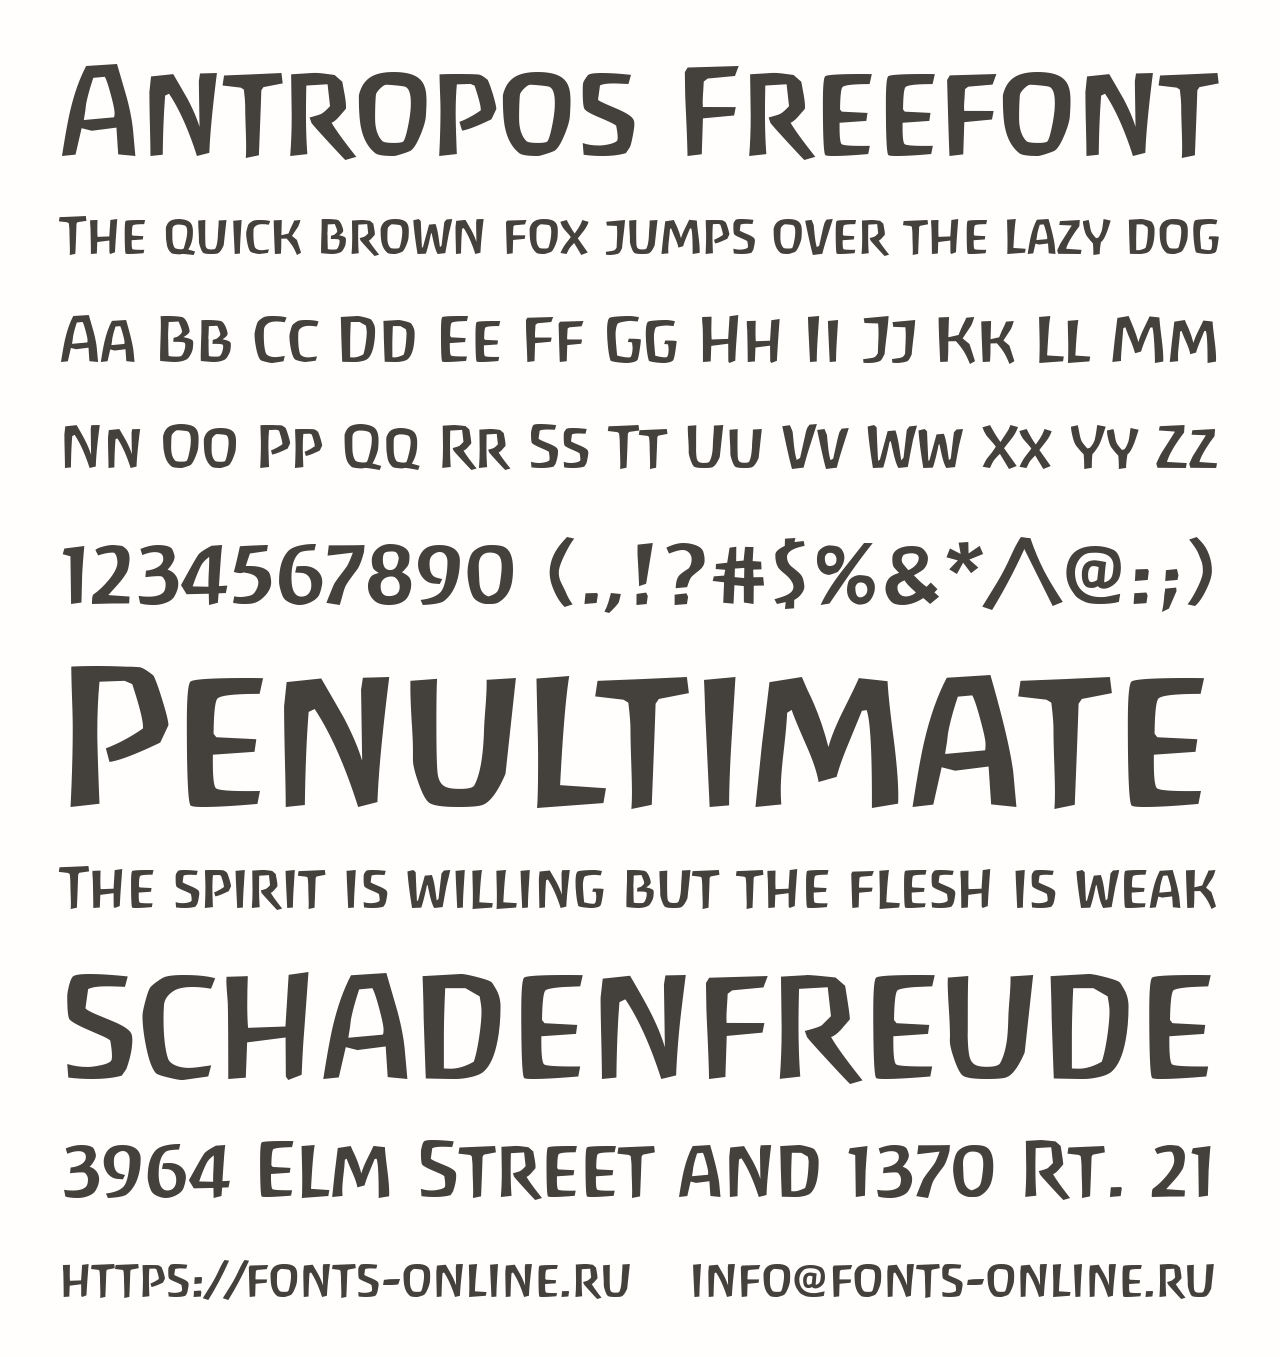 Antropos Freefont
The quick brown fox jumps over the lazy dog
Aa Bb Cc Dd Ee Ff Gg Hh Ii Jj Kk Ll Mm
Nn Oo Pp Qq Rr Ss Tt Uu Vv Ww Xx Yy Zz
1234567890 (.,!?#$%&*/\@:;)
Penultimate
The spirit is willing but the flesh is weak
schadenfreude
3964 Elm Street and 1370 Rt. 21
https://fonts-online.ru info@fonts-online.ru